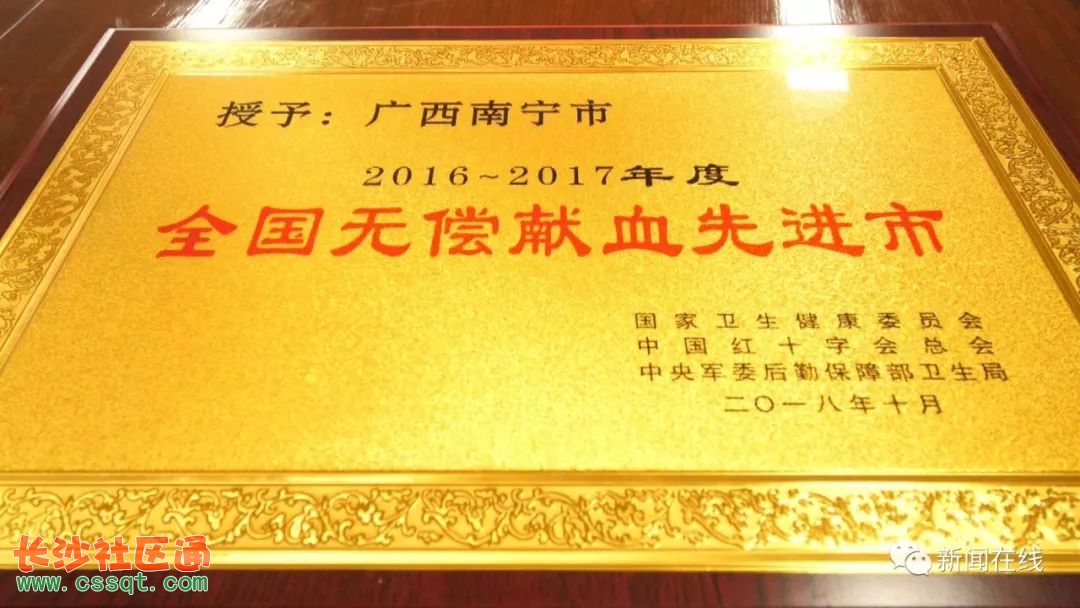 授予：广西南宁市
2016~2017年度
全国无偿献血先进市
国家卫生健康委员会
中国红十字会总会
中央军委后勤保障部卫生局
二〇一八年十月
长沙社区通
www.cssqt.com
新闻在线